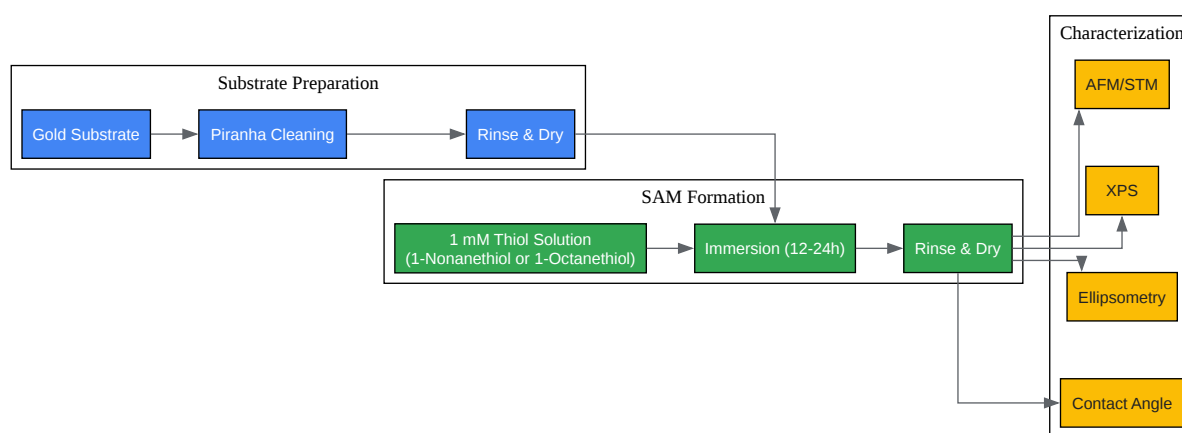 Characterization
Substrate Preparation
Gold Substrate
Piranha Cleaning
Rinse & Dry
SAM Formation
1 mM Thiol Solution
(1-Nonanethiol or 1-Octanethiol)
Immersion (12-24h)
Rinse & Dry
AFM/STM
XPS
Ellipsometry
Contact Angle